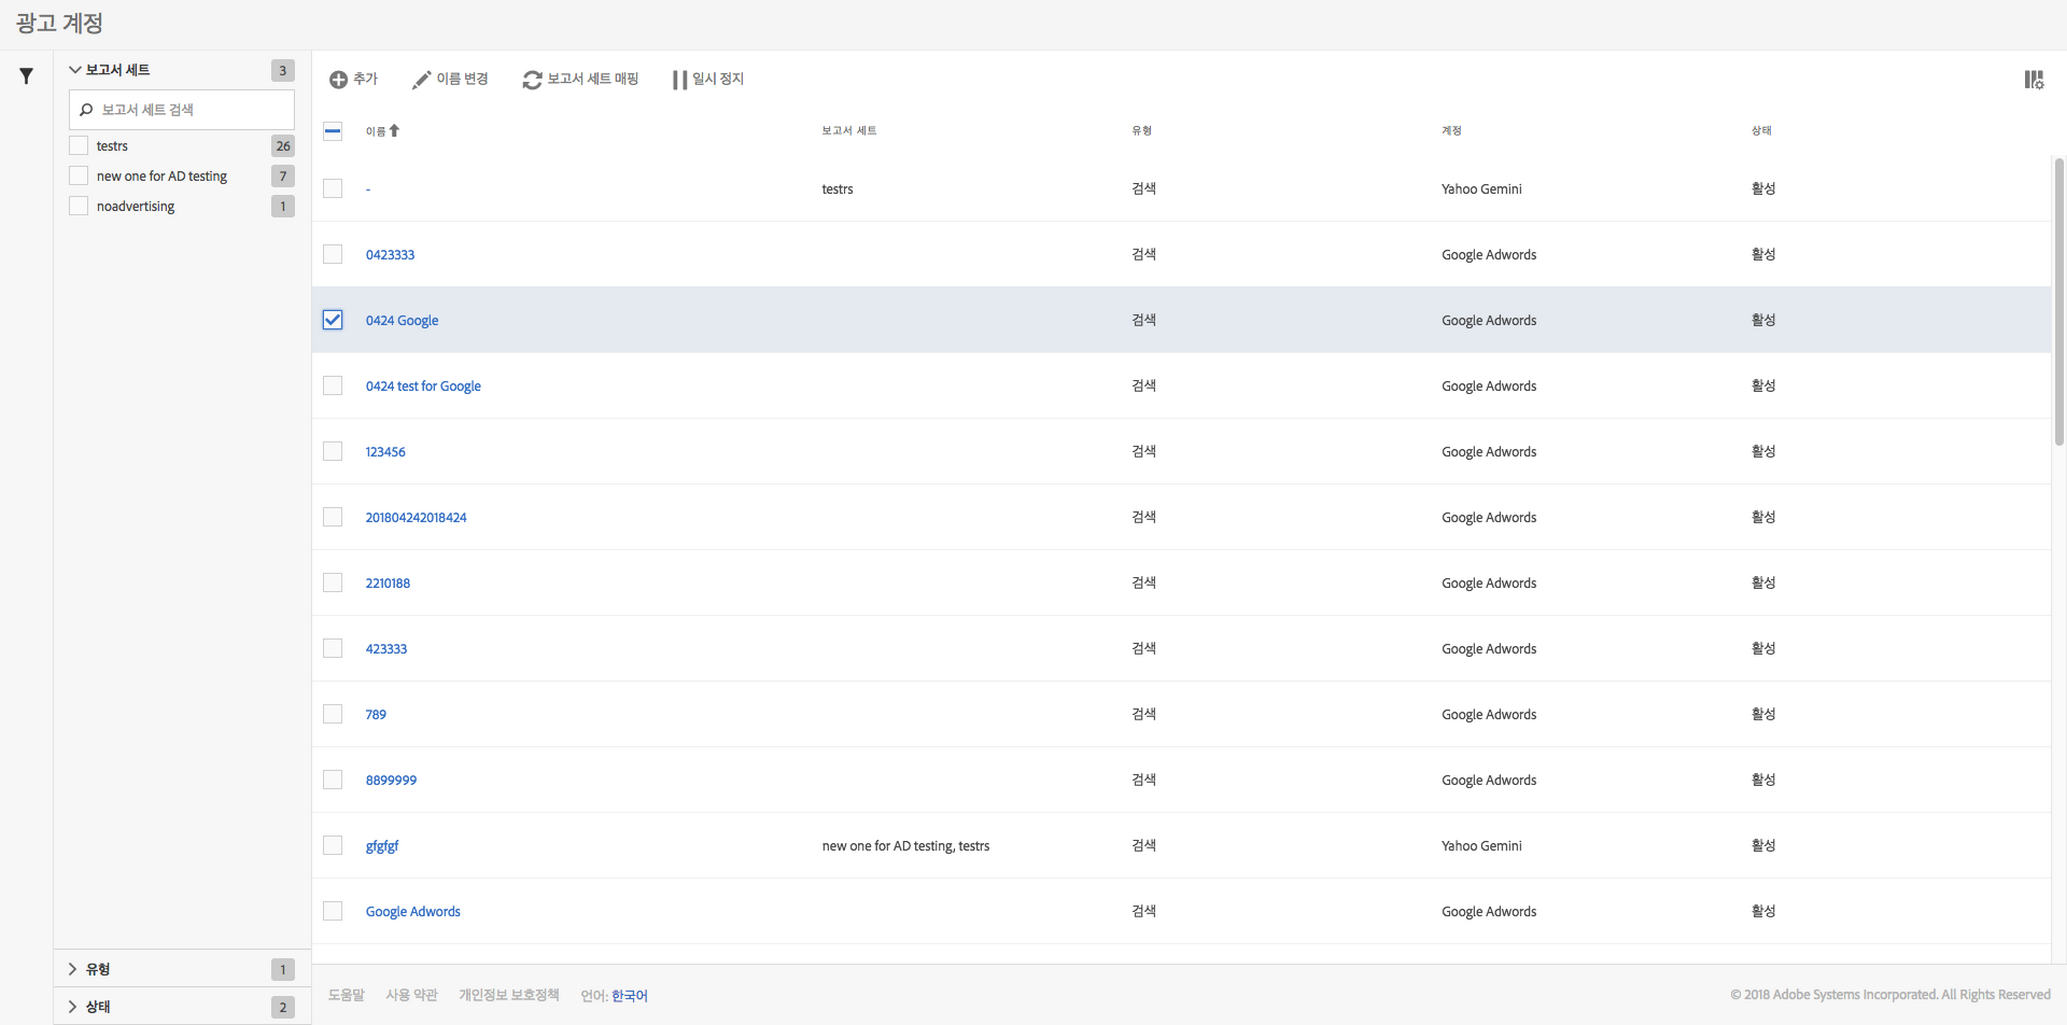 광고 계정
보고서 세트 3
보고서 세트 검색
testrs 26
new one for AD testing 7
noadvertising 1
유형 1
상태 2
추가 이름 변경 보고서 세트 매핑 일시 정지
이름 보고서 세트 유형 계정 상태
- testrs 검색 Yahoo Gemini 활성
0423333 검색 Google Adwords 활성
0424 Google 검색 Google Adwords 활성
0424 test for Google 검색 Google Adwords 활성
123456 검색 Google Adwords 활성
201804242018424 검색 Google Adwords 활성
2210188 검색 Google Adwords 활성
423333 검색 Google Adwords 활성
789 검색 Google Adwords 활성
8899999 검색 Google Adwords 활성
gfgfgf new one for AD testing, testrs 검색 Yahoo Gemini 활성
Google Adwords 검색 Google Adwords 활성
도움말 사용 약관 개인정보 보호정책 언어: 한국어 © 2018 Adobe Systems Incorporated. All Rights Reserved